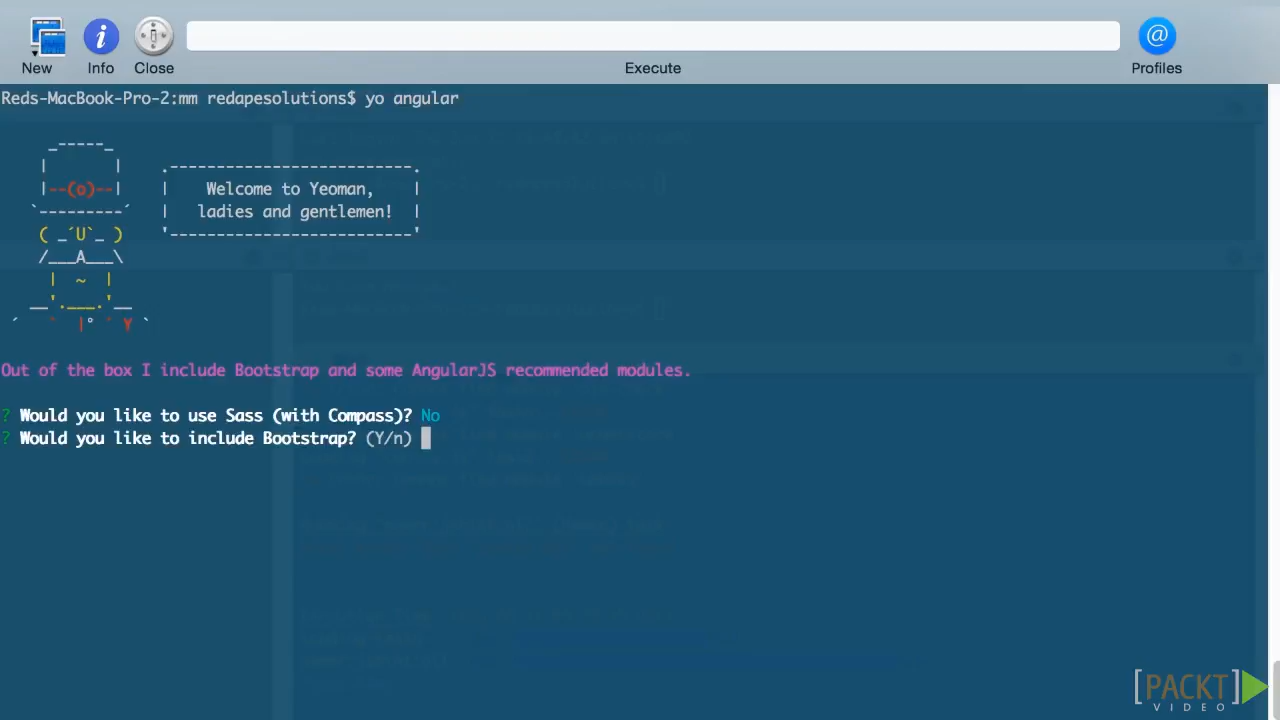 New
Info
Close
Execute
Profiles
Reds-MacBook-Pro-2:mm redapesolutions$ yo angular
Welcome to Yeoman,
ladies and gentlemen!
Out of the box I include Bootstrap and some AngularJS recommended modules.
? Would you like to use Sass (with Compass)? No
? Would you like to include Bootstrap? (Y/n)
[PACKT]
VIDEO